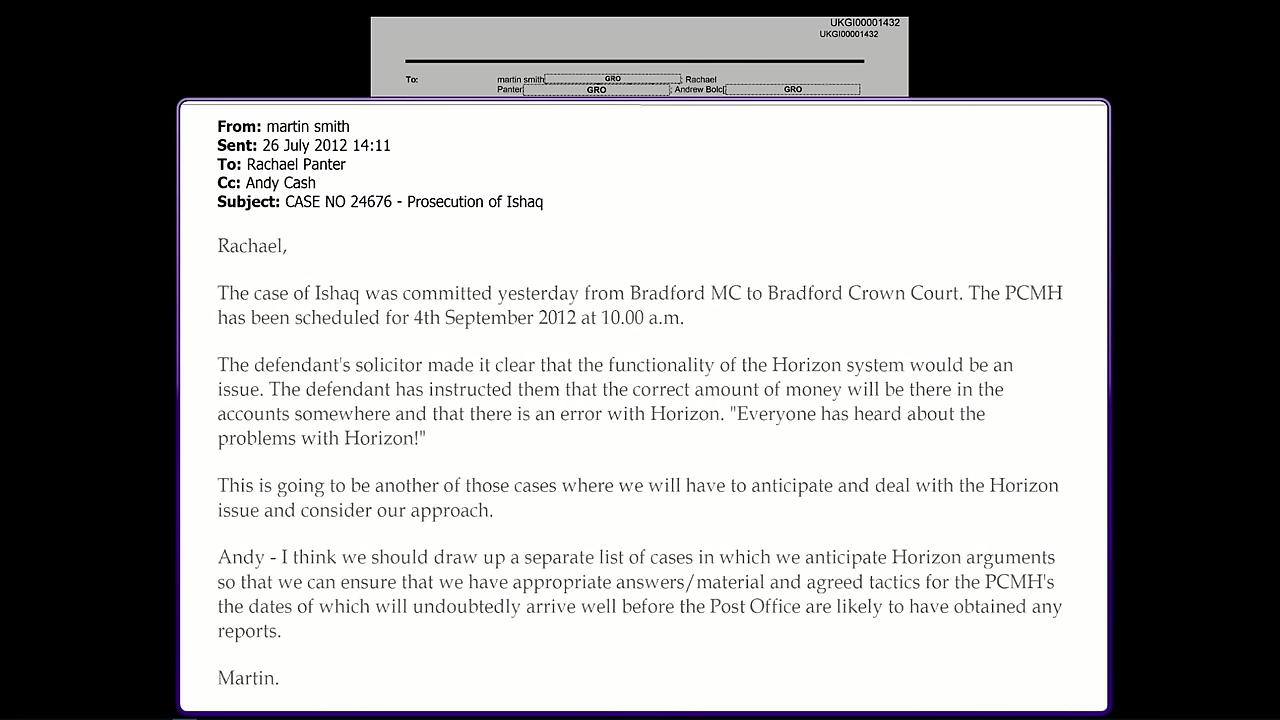 UKGI00001432
UKGI00001432
To: martin smith GRO ; Rachael
Panter GRO ; Andrew Bolc GRO
From: martin smith
Sent: 26 July 2012 14:11
To: Rachael Panter
Cc: Andy Cash
Subject: CASE NO 24676 - Prosecution of Ishaq
Rachael,
The case of Ishaq was committed yesterday from Bradford MC to Bradford Crown Court. The PCMH
has been scheduled for 4th September 2012 at 10.00 a.m.
The defendant's solicitor made it clear that the functionality of the Horizon system would be an
issue. The defendant has instructed them that the correct amount of money will be there in the
accounts somewhere and that there is an error with Horizon. "Everyone has heard about the
problems with Horizon!"
This is going to be another of those cases where we will have to anticipate and deal with the Horizon
issue and consider our approach.
Andy - I think we should draw up a separate list of cases in which we anticipate Horizon arguments
so that we can ensure that we have appropriate answers/material and agreed tactics for the PCMH's
the dates of which will undoubtedly arrive well before the Post Office are likely to have obtained any
reports.
Martin.